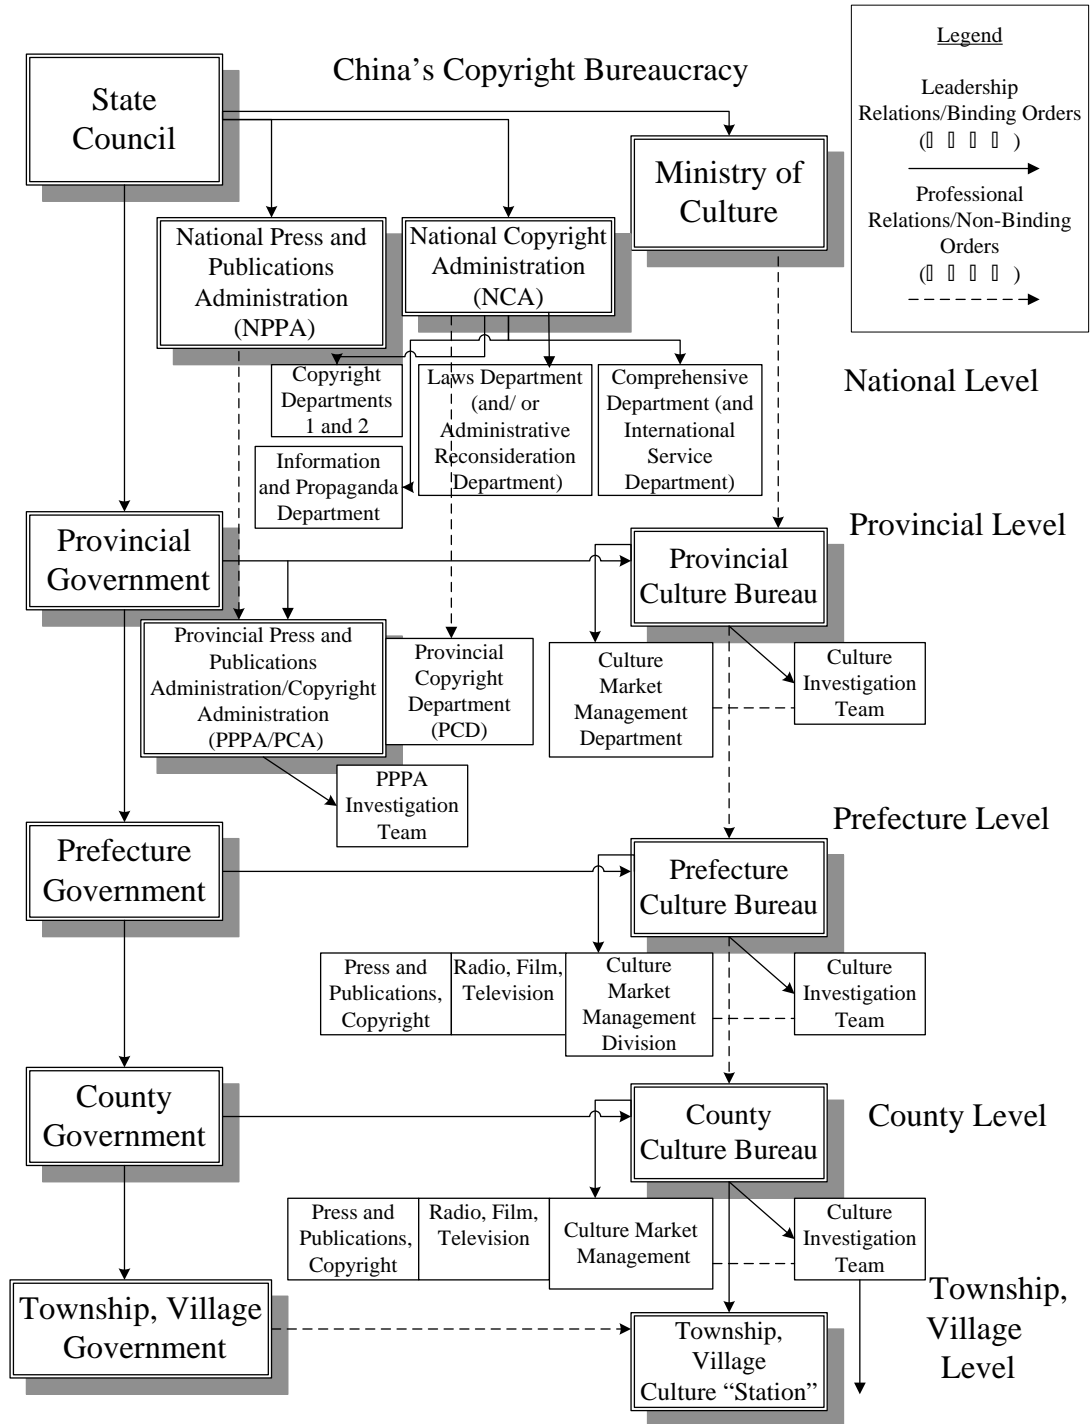 China's Copyright Bureaucracy
Legend
Leadership
Relations/Binding Orders
Professional
Relations/Non-Binding
Orders
State
Council
Ministry of
Culture
National Press and
Publications
Administration
(NPPA)
National Copyright
Administration
(NCA)
National Level
Copyright
Departments
1 and 2
Laws Department
(and/ or
Administrative
Reconsideration
Department)
Comprehensive
Department (and
International
Service
Department)
Information
and Propaganda
Department
Provincial Level
Provincial
Government
Provincial
Culture Bureau
Provincial Press and
Publications
Administration/Copyright
Administration
(PPPA/PCA)
Provincial
Copyright
Department
(PCD)
Culture
Market
Management
Department
Culture
Investigation
Team
PPPA
Investigation
Team
Prefecture Level
Prefecture
Government
Prefecture
Culture Bureau
Press and
Publications,
Copyright
Radio, Film,
Television
Culture
Market
Management
Division
Culture
Investigation
Team
County Level
County
Government
County
Culture Bureau
Press and
Publications,
Copyright
Radio, Film,
Television
Culture Market
Management
Culture
Investigation
Team
Township,
Village
Level
Township, Village
Government
Township,
Village
Culture “Station”